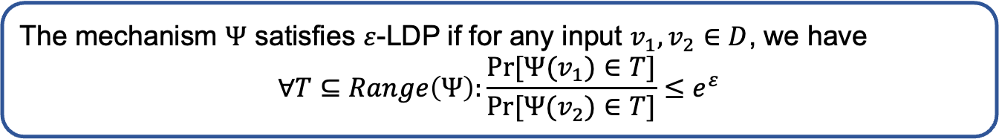 The mechanism Ψ satisfies 𝜀-LDP if for any input 𝑣₁, 𝑣₂ ∈ 𝐷, we have
∀𝑇 ⊆ 𝑅𝑎𝑛𝑔𝑒(Ψ): Pr[Ψ(𝑣₁) ∈ 𝑇] / Pr[Ψ(𝑣₂) ∈ 𝑇] ≤ 𝑒^𝜀